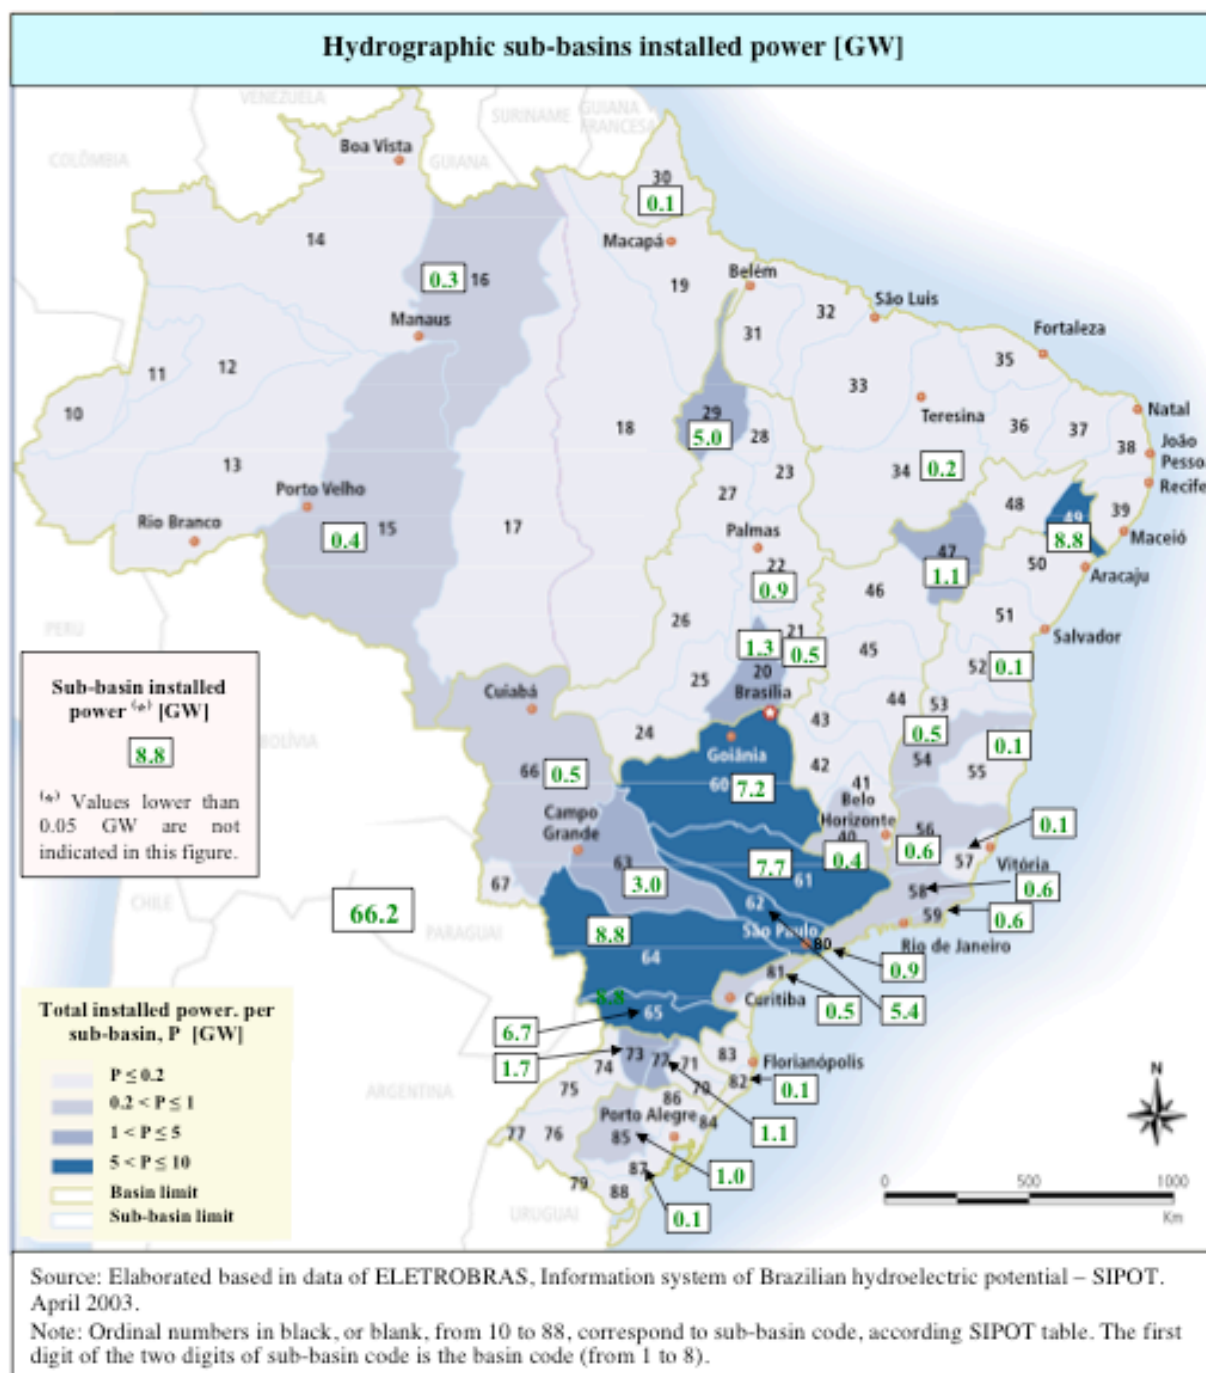 Hydrographic sub-basins installed power [GW]
VENEZUELA
SURINAME
GUIANA
FRANCESA
COLÔMBIA
GUIANA
Boa Vista
30
0.1
14
Macapá
16
0.3
19
Belém
São Luis
32
31
Manaus
Fortaleza
35
11
12
33
10
29
5.0
28
Teresina
Natal
18
36
37
38
João
Pesso
13
23
34
0.2
Recife
Porto Velho
27
48
49
39
Rio Branco
15
17
0.4
Palmas
8.8
Maceió
47
1.1
50
Aracaju
22
0.9
46
PERU
26
51
Salvador
21
1.3
0.5
45
20
52
0.1
Sub-basin installed
power (*) [GW]
8.8
(*) Values lower than
0.05 GW are not
indicated in this figure.
Cuiabá
25
Brasília
44
53
BOLÍVIA
24
43
0.5
0.1
Goiânia
54
55
66
0.5
60
7.2
42
41
Campo
Grande
Belo
Horizonte
40
0.4
56
0.1
0.6
57
Vitória
63
3.0
7.7
61
67
58
0.6
CHILE
66.2
62
59
0.6
PARAGUAI
8.8
São Paulo
80
Rio de Janeiro
64
0.9
81
8.8
Curitiba
0.5
5.4
65
6.7
Total installed power. per
sub-basin, P [GW]
P ≤ 0.2
0.2 < P ≤ 1
1 < P ≤ 5
5 < P ≤ 10
Basin limit
Sub-basin limit
1.7
73
72
71
83
Florianópolis
74
70
82
0.1
ARGENTINA
75
86
Porto Alegre
84
1.1
77
76
85
1.0
87
79
88
0.1
URUGUAI
N
0
500
1000
Km
Source: Elaborated based in data of ELETROBRAS, Information system of Brazilian hydroelectric potential – SIPOT.
April 2003.
Note: Ordinal numbers in black, or blank, from 10 to 88, correspond to sub-basin code, according SIPOT table. The first
digit of the two digits of sub-basin code is the basin code (from 1 to 8).